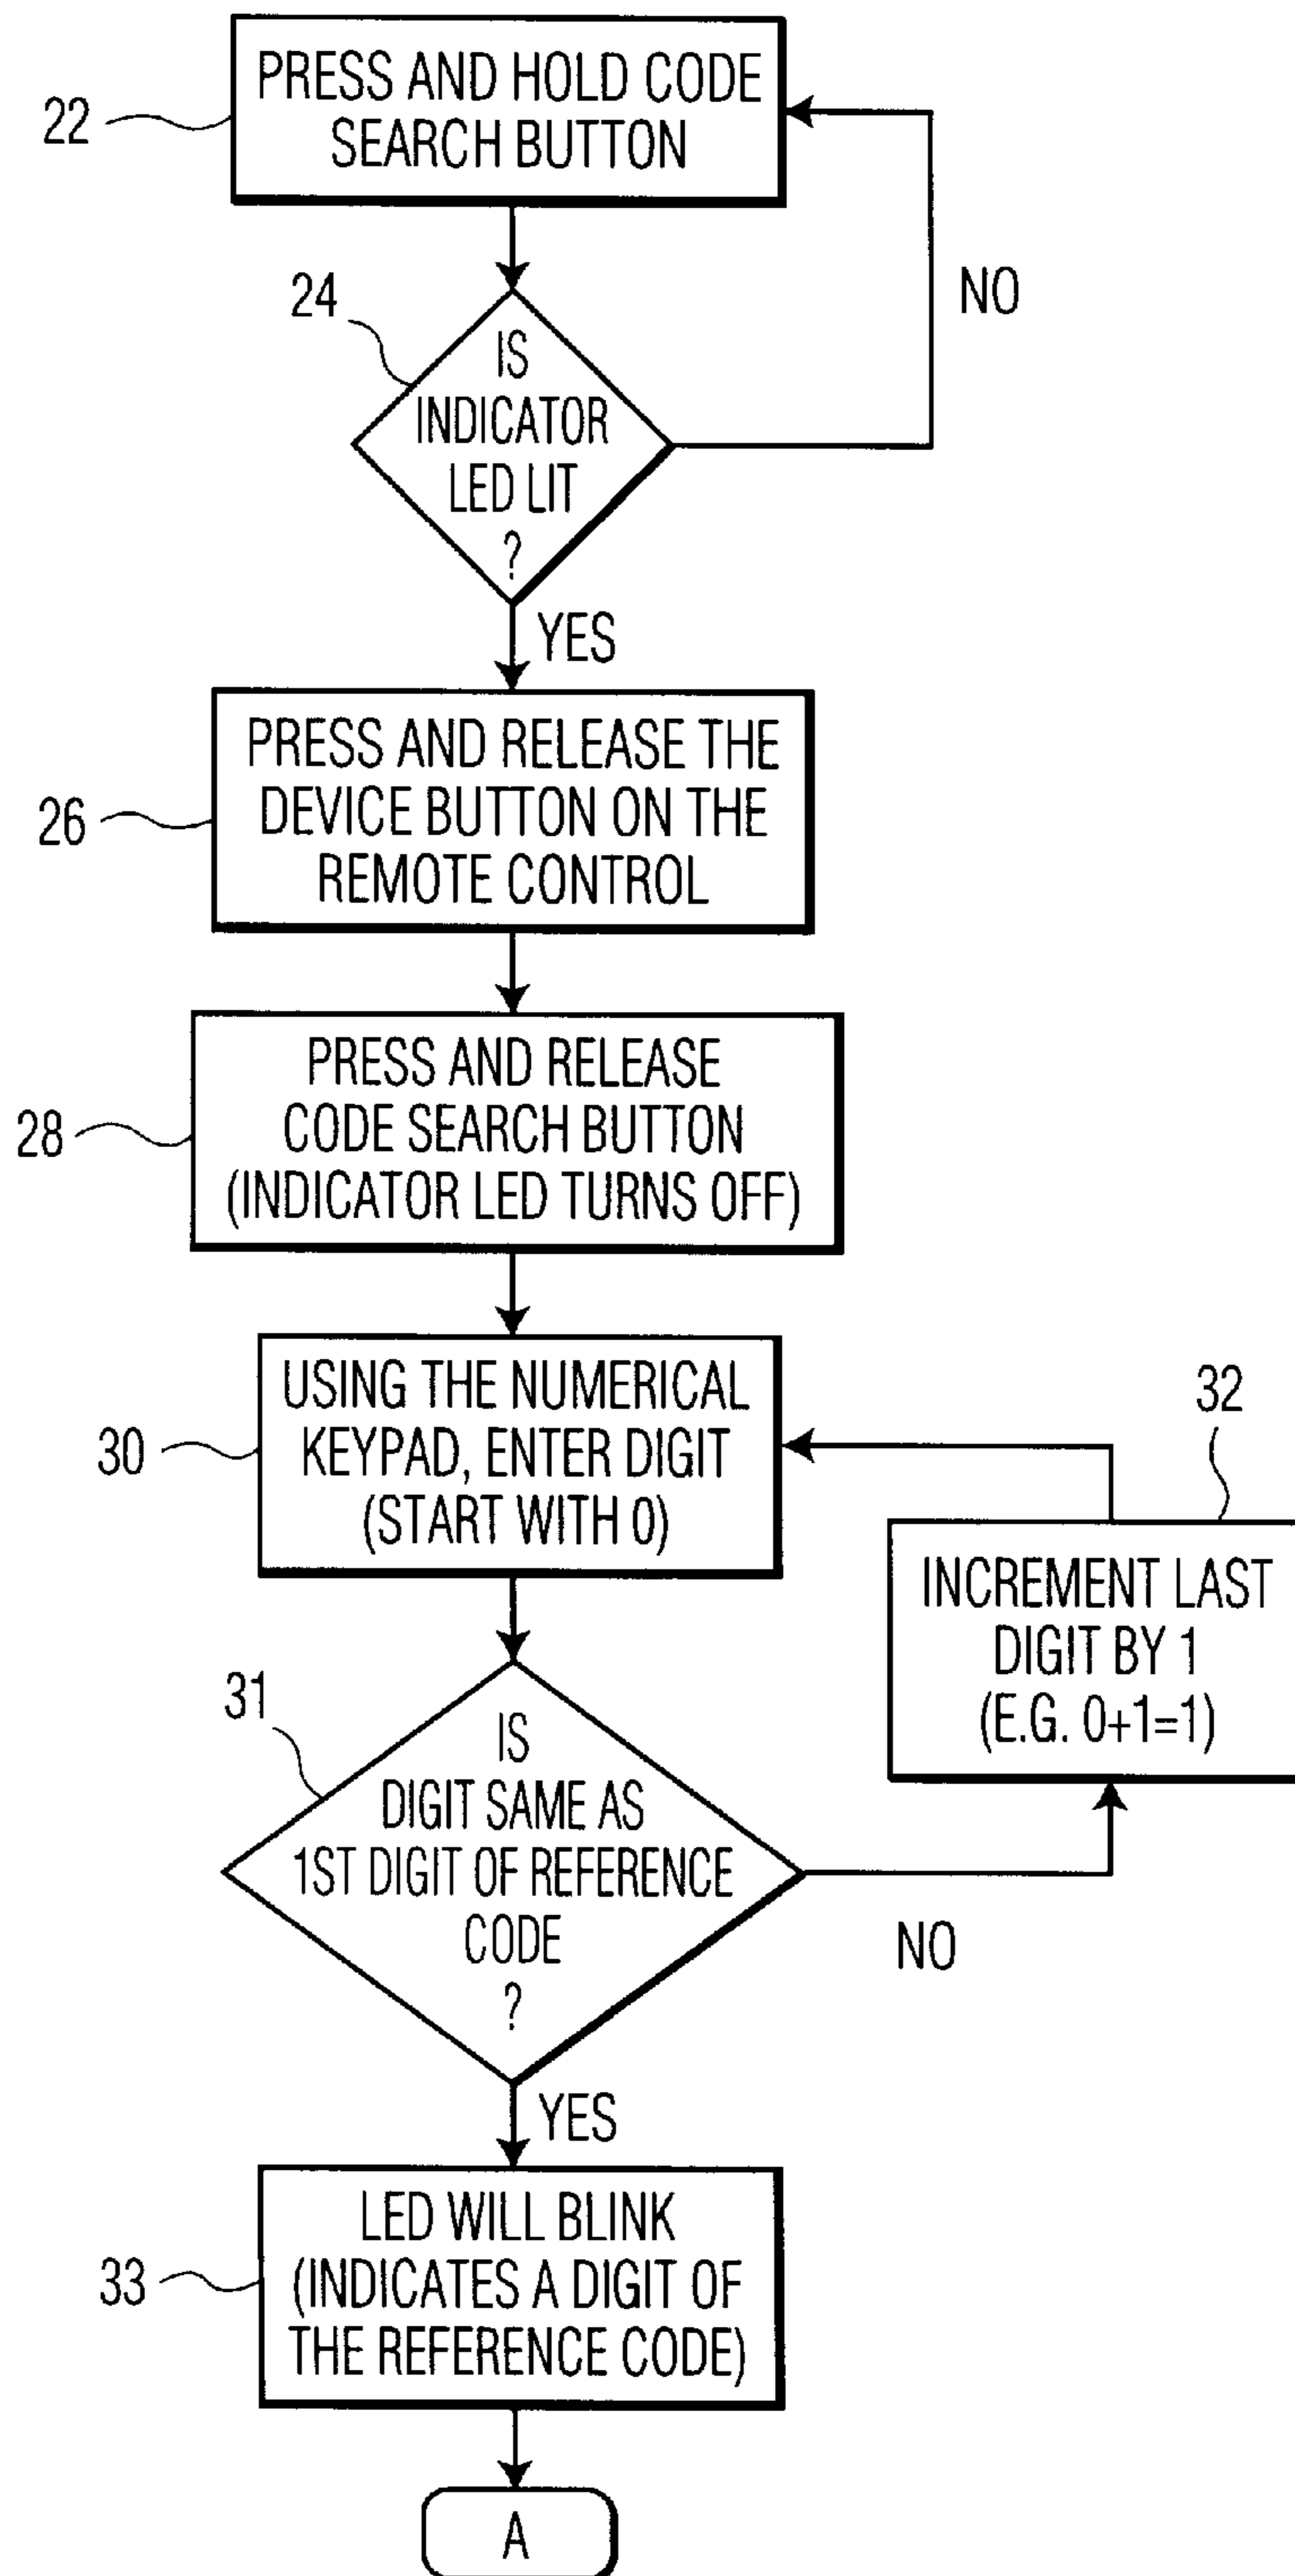 22
PRESS AND HOLD CODE
SEARCH BUTTON
NO
24
IS
INDICATOR
LED LIT
?
YES
26
PRESS AND RELEASE THE
DEVICE BUTTON ON THE
REMOTE CONTROL
28
PRESS AND RELEASE
CODE SEARCH BUTTON
(INDICATOR LED TURNS OFF)
30
USING THE NUMERICAL
KEYPAD, ENTER DIGIT
(START WITH 0)
32
INCREMENT LAST
DIGIT BY 1
(E.G. 0+1=1)
31
IS
DIGIT SAME AS
1ST DIGIT OF REFERENCE
CODE
?
NO
YES
33
LED WILL BLINK
(INDICATES A DIGIT OF
THE REFERENCE CODE)
A